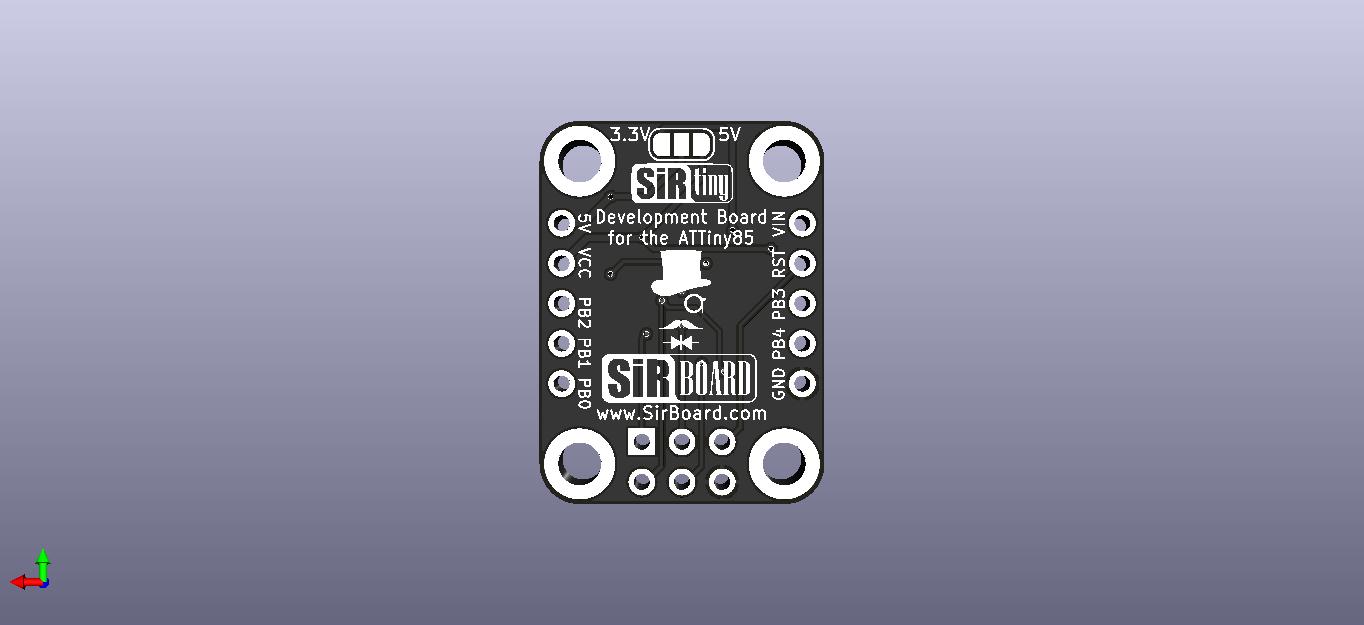 3.3V 5V
SiR tiny
Development Board
for the ATTiny85
5V
VCC
PB2
PB1
PB0
VIN
RST
PB3
PB4
GND
SiR BOARD
www.SirBoard.com